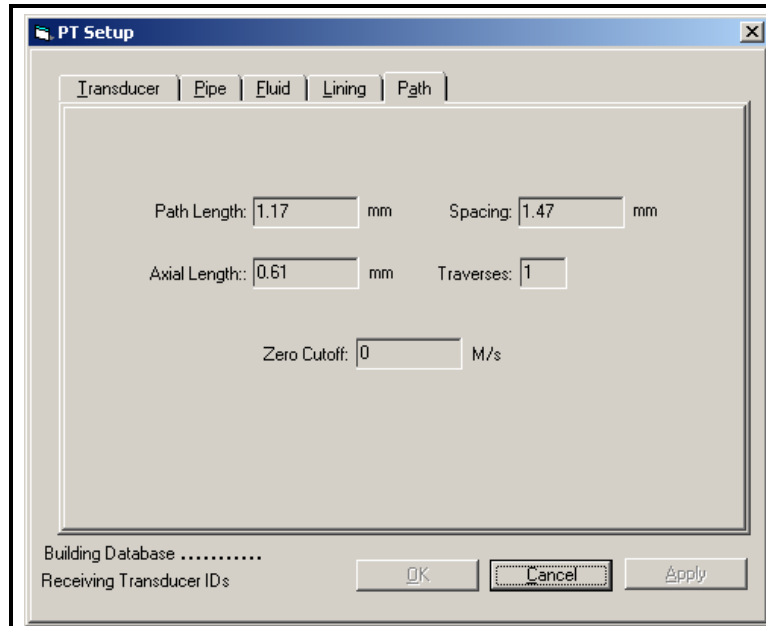 PT Setup
Transducer Pipe Fluid Lining Path
Path Length: 1.17 mm Spacing: 1.47 mm
Axial Length:: 0.61 mm Traverses: 1
Zero Cutoff: 0 M/s
Building Database ...........
Receiving Transducer IDs
OK Cancel Apply